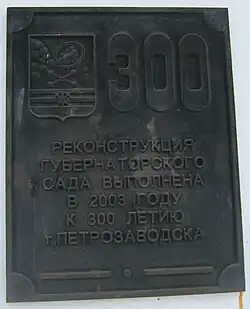 300
РЕКОНСТРУКЦИЯ
ГУБЕРНАТОРСКОГО
САДА ВЫПОЛНЕНА
В 2003 ГОДУ
К 300 ЛЕТИЮ
г.ПЕТРОЗАВОДСКА